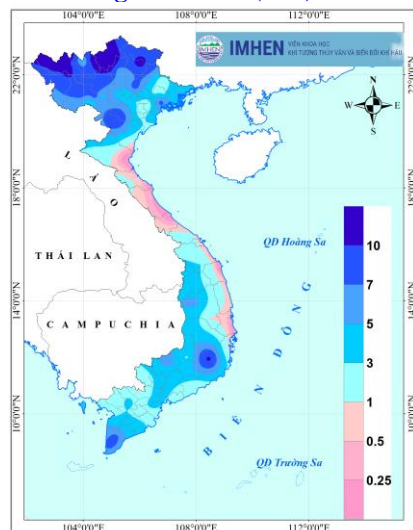 104°0'0"E 108°0'0"E 112°0'0"E
IMHEN VIỆN KHOA HỌC
KHÍ TƯỢNG THỦY VĂN VÀ BIẾN ĐỔI KHÍ HẬU
N
W E
S
L À O
QĐ Hoàng Sa
THÁI LAN
CAMPUCHIA
BIỂN ĐÔNG
QĐ Trường Sa
10
7
5
3
1
0.5
0.25
22°0'0"N
18°0'0"N
14°0'0"N
10°0'0"N
104°0'0"E 108°0'0"E 112°0'0"E